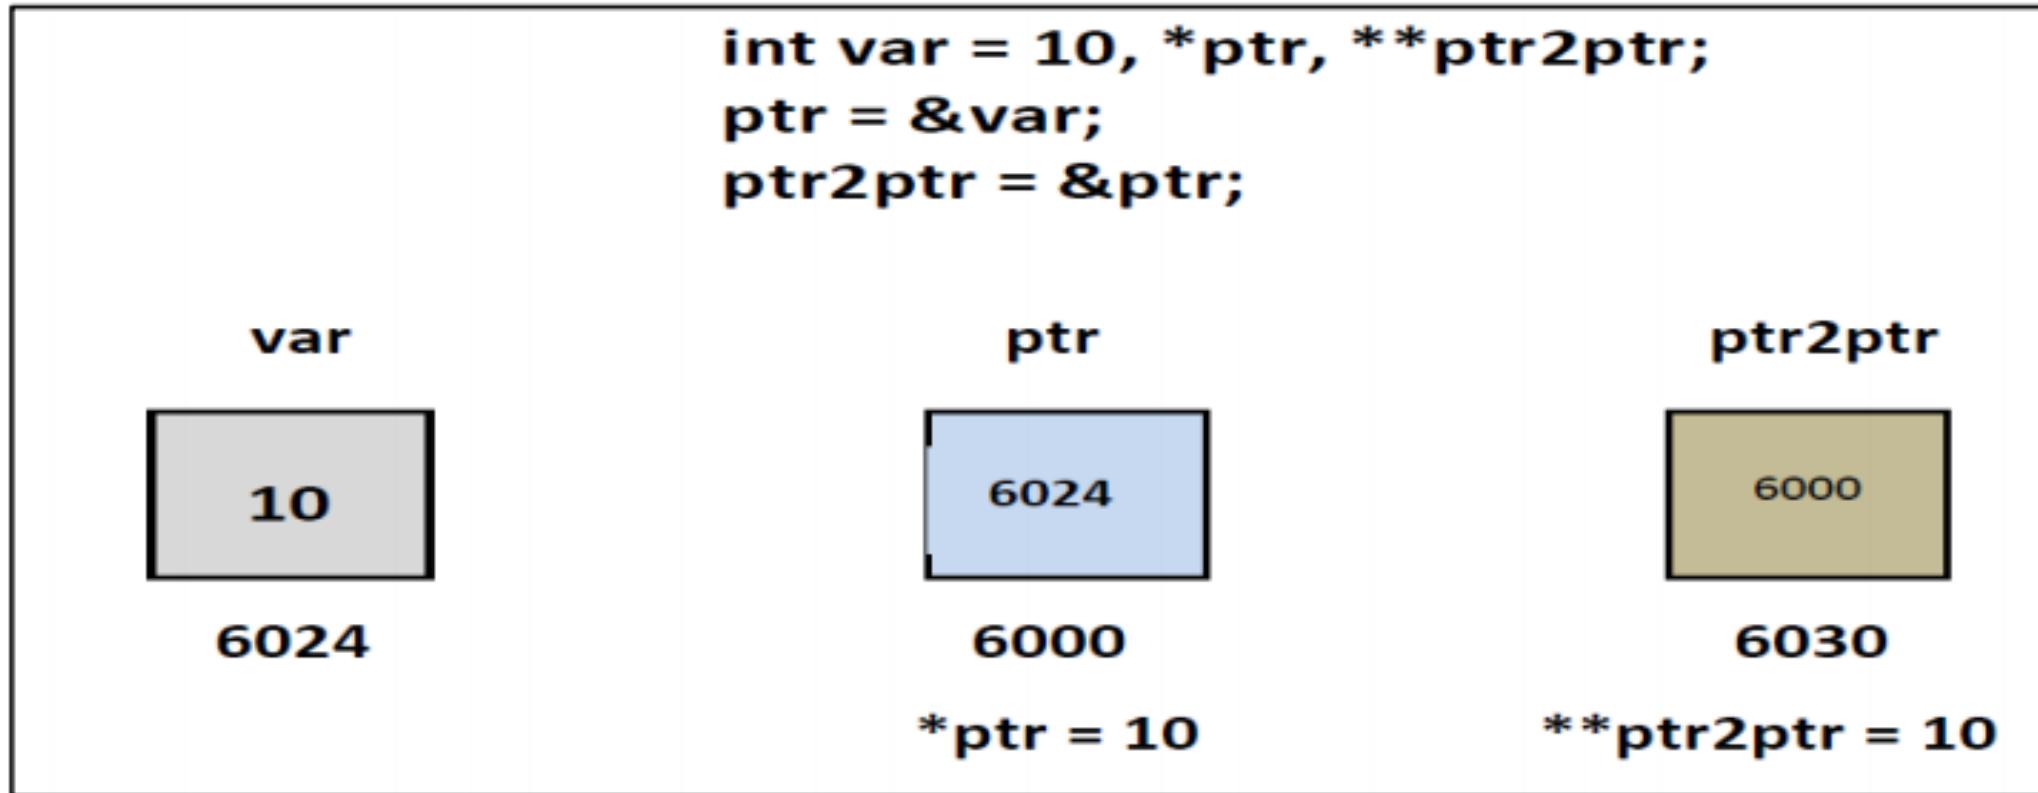 int var = 10, *ptr, **ptr2ptr;
ptr = &var;
ptr2ptr = &ptr;
var ptr ptr2ptr
10 6024 6000
6024 6000 6030
*ptr = 10 **ptr2ptr = 10